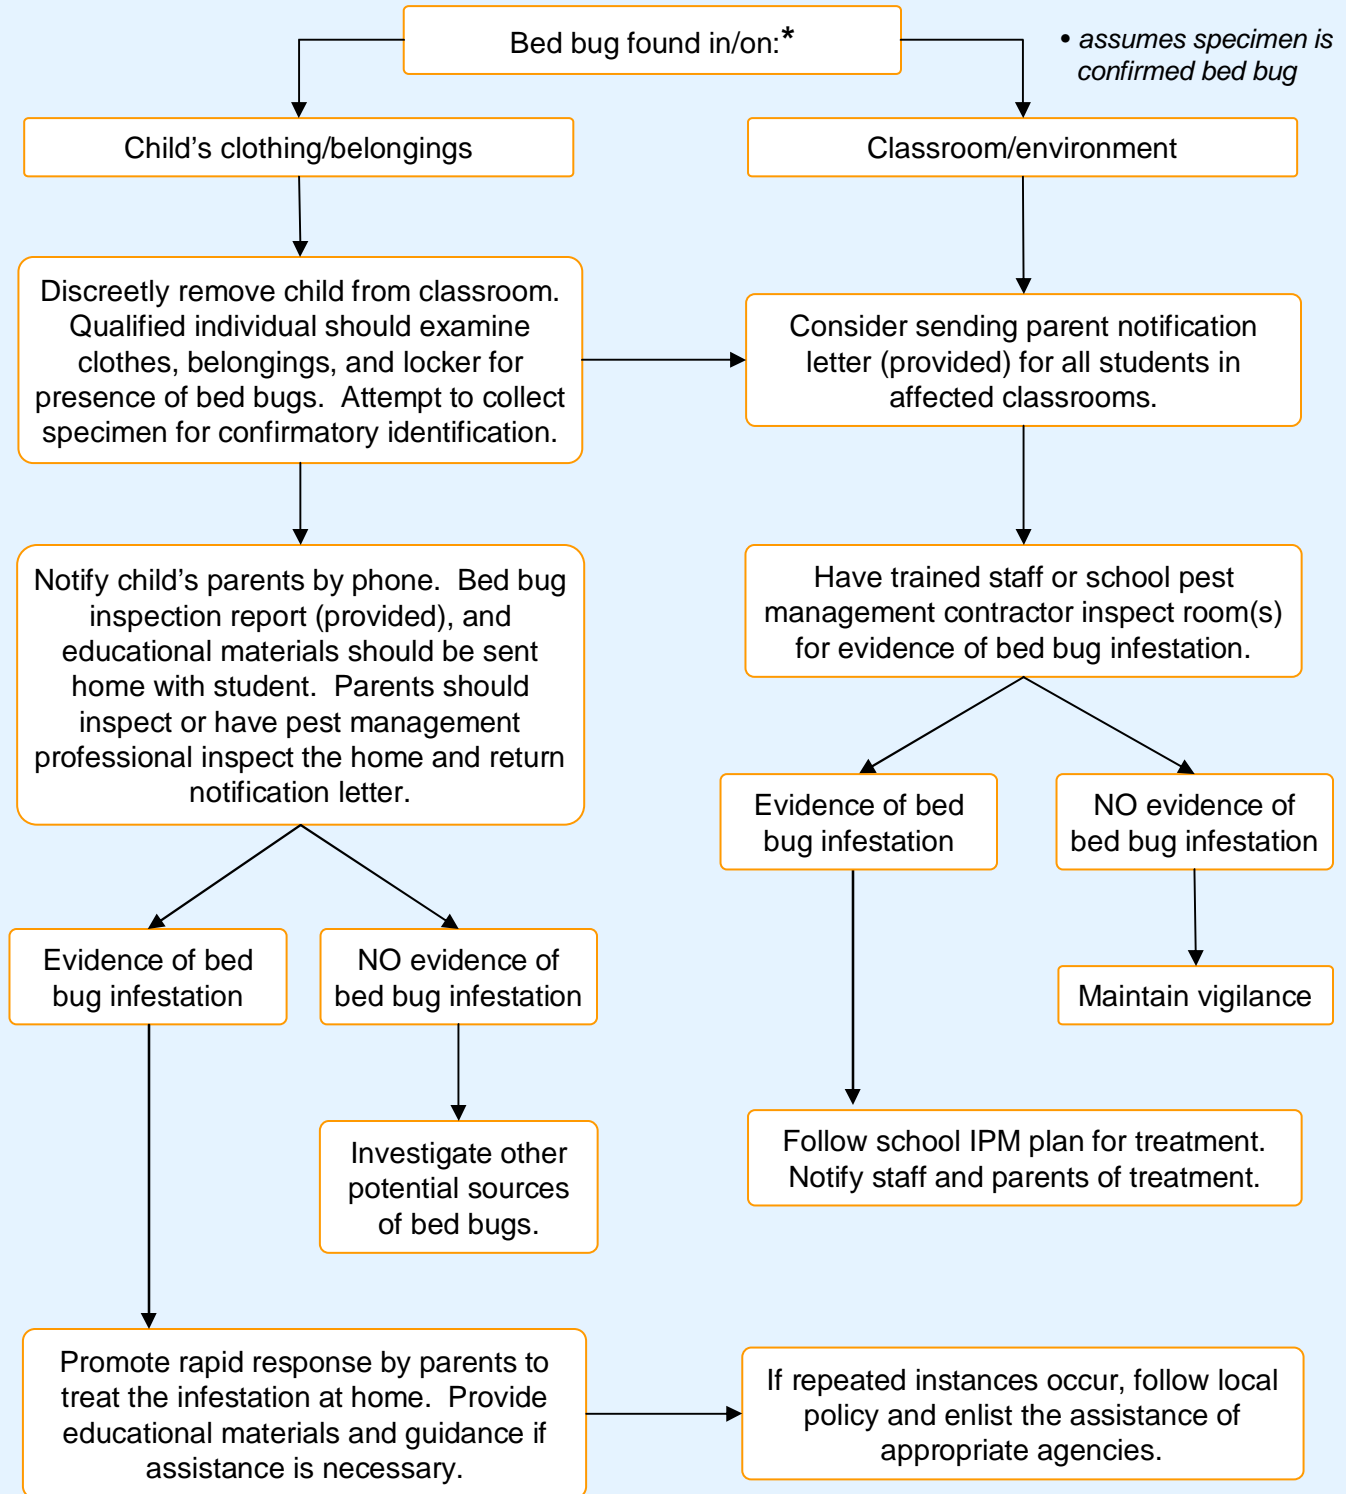 Bed bug found in/on:*
• assumes specimen is
confirmed bed bug
Child's clothing/belongings
Classroom/environment
Discreetly remove child from classroom.
Qualified individual should examine
clothes, belongings, and locker for
presence of bed bugs.  Attempt to collect
specimen for confirmatory identification.
Consider sending parent notification
letter (provided) for all students in
affected classrooms.
Notify child's parents by phone.  Bed bug
inspection report (provided), and
educational materials should be sent
home with student.  Parents should
inspect or have pest management
professional inspect the home and return
notification letter.
Have trained staff or school pest
management contractor inspect room(s)
for evidence of bed bug infestation.
Evidence of bed
bug infestation
NO evidence of
bed bug infestation
Evidence of bed
bug infestation
NO evidence of
bed bug infestation
Maintain vigilance
Investigate other
potential sources
of bed bugs.
Follow school IPM plan for treatment.
Notify staff and parents of treatment.
Promote rapid response by parents to
treat the infestation at home.  Provide
educational materials and guidance if
assistance is necessary.
If repeated instances occur, follow local
policy and enlist the assistance of
appropriate agencies.